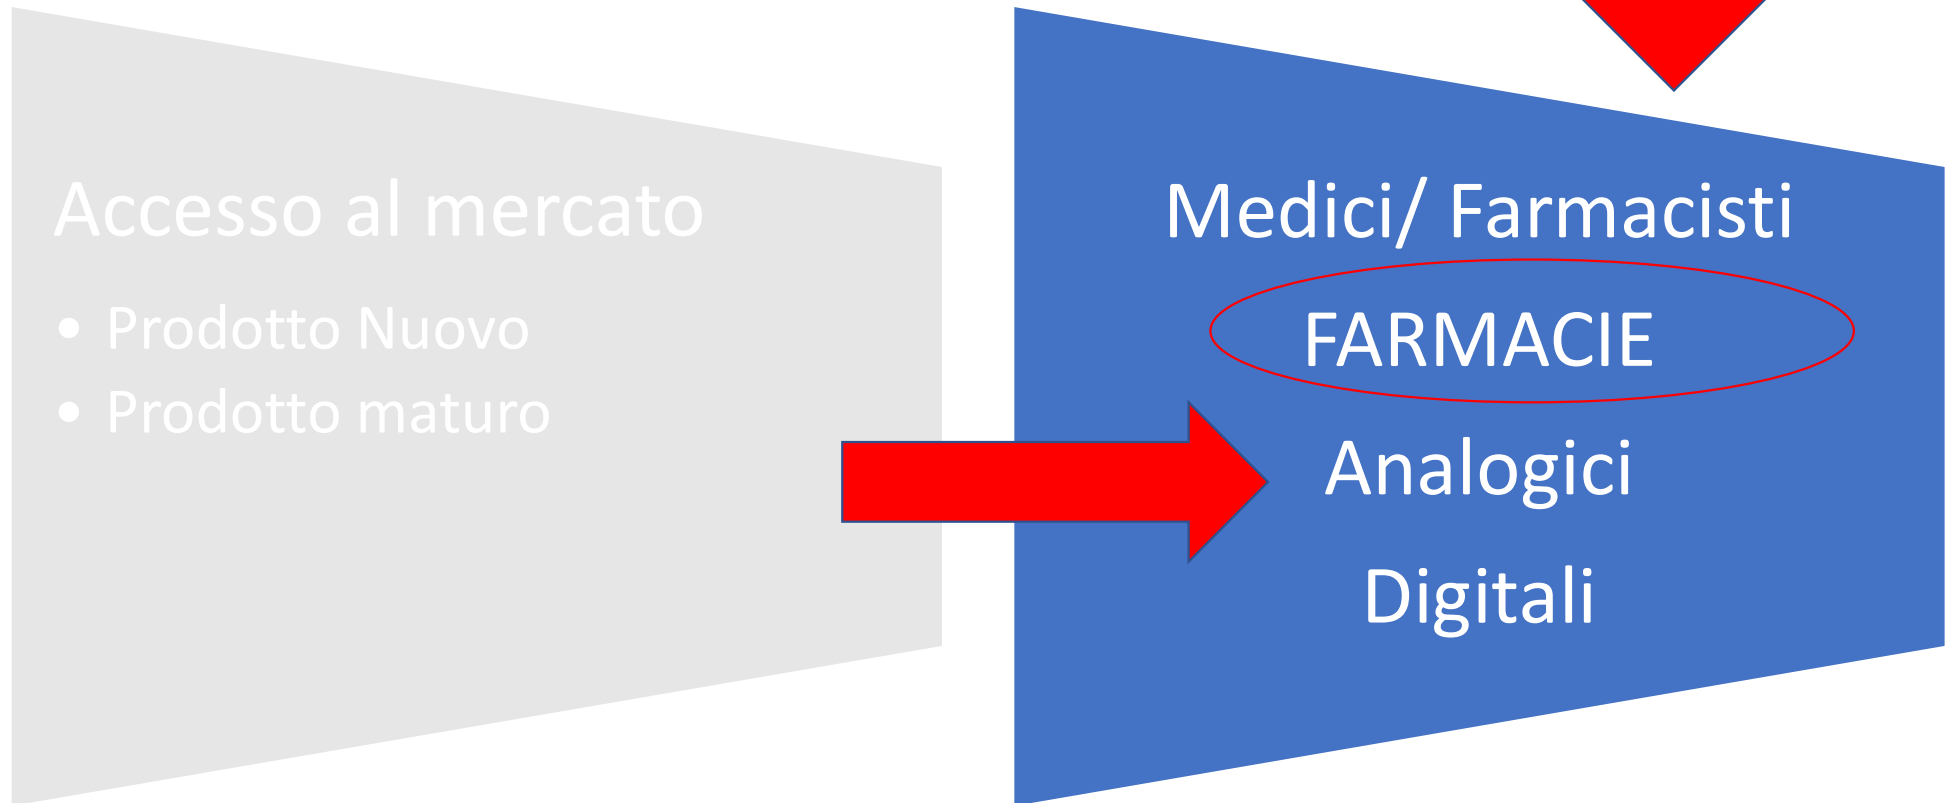 Accesso al mercato
• Prodotto Nuovo
• Prodotto maturo
Medici/ Farmacisti
FARMACIE
Analogici
Digitali